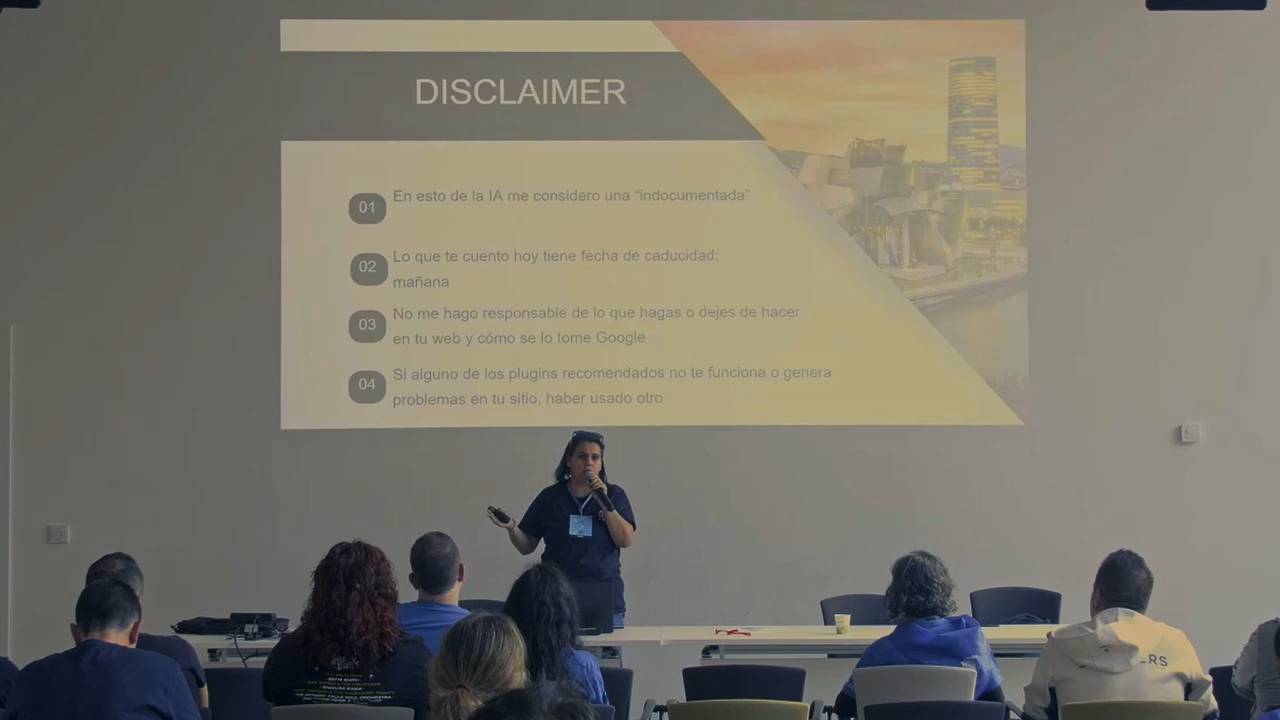 DISCLAIMER
01
En esto de la IA me considero una “indocumentada”
02
Lo que te cuento hoy tiene fecha de caducidad:
mañana
03
No me hago responsable de lo que hagas o dejes de hacer
en tu web y cómo se lo tome Google
04
Si alguno de los plugins recomendados no te funciona o genera
problemas en tu sitio, haber usado otro
ERS